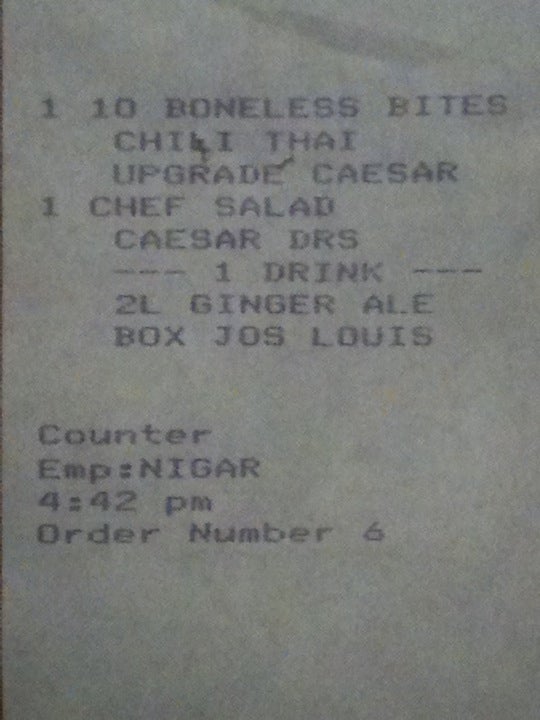 1 10 BONELESS BITES
CHILI THAI
UPGRADE CAESAR
1 CHEF SALAD
CAESAR DRS
--- 1 DRINK ---
2L GINGER ALE
BOX JOS LOUIS
Counter
Emp:NIGAR
4:42 pm
Order Number 6